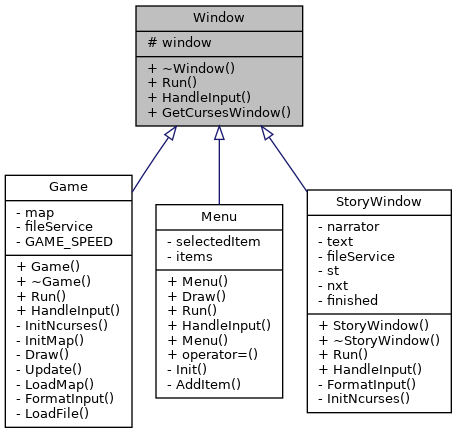 Window
# window
+ ~Window()
+ Run()
+ HandleInput()
+ GetCursesWindow()
Game
- map
- fileService
- GAME_SPEED
+ Game()
+ ~Game()
+ Run()
+ HandleInput()
- InitNcurses()
- InitMap()
- Draw()
- Update()
- LoadMap()
- FormatInput()
- LoadFile()
Menu
- selectedItem
- items
+ Menu()
+ Draw()
+ Run()
+ HandleInput()
+ Menu()
+ operator=()
- Init()
- AddItem()
StoryWindow
- narrator
- text
- fileService
- st
- nxt
- finished
+ StoryWindow()
+ ~StoryWindow()
+ Run()
+ HandleInput()
- FormatInput()
- InitNcurses()